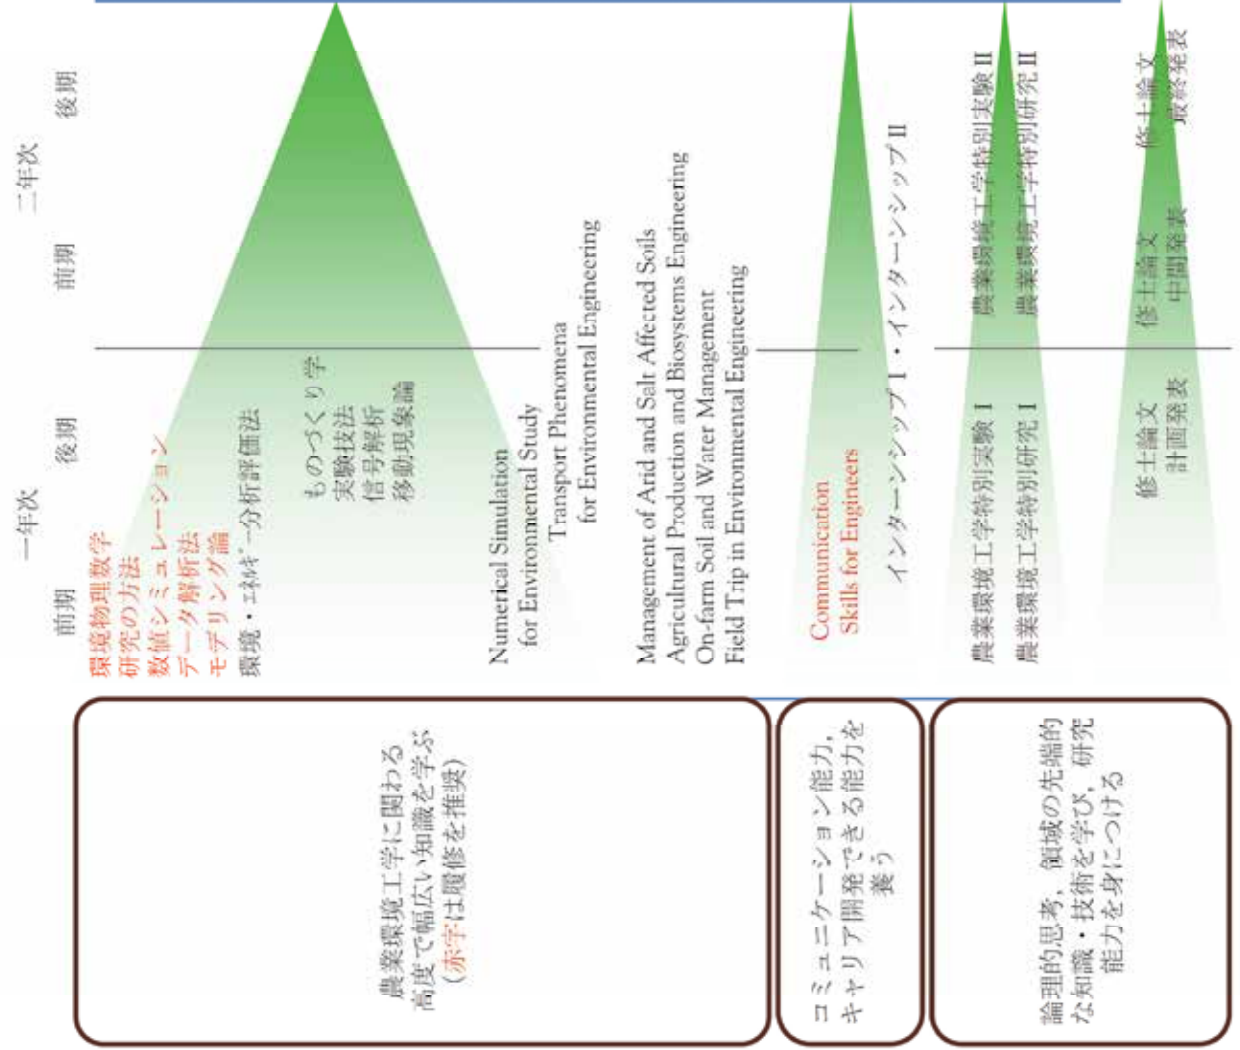 一年次
二年次
前期
後期
前期
後期
農業環境工学に関わる
高度で幅広い知識を学ぶ
（赤字は履修を推奨）
環境物理数学
研究の方法
数値シミュレーション
データ解析法
モデリング論
環境・エネルギー分析評価法
ものづくり学
実験技法
信号解析
移動現象論
Numerical Simulation
for Environmental Study
Transport Phenomena
for Environmental Engineering
Management of Arid and Salt Affected Soils
Agricultural Production and Biosystems Engineering
On-farm Soil and Water Management
Field Trip in Environmental Engineering
コミュニケーション能力，
キャリア開発できる能力を
養う
Communication
Skills for Engineers
インターンシップⅠ・インターンシップⅡ
論理的思考，領域の先端的
な知識・技術を学び，研究
能力を身につける
農業環境工学特別実験Ⅰ
農業環境工学特別実験Ⅱ
農業環境工学特別研究Ⅰ
農業環境工学特別研究Ⅱ
修士論文
計画発表
修士論文
中間発表
修士論文
最終発表